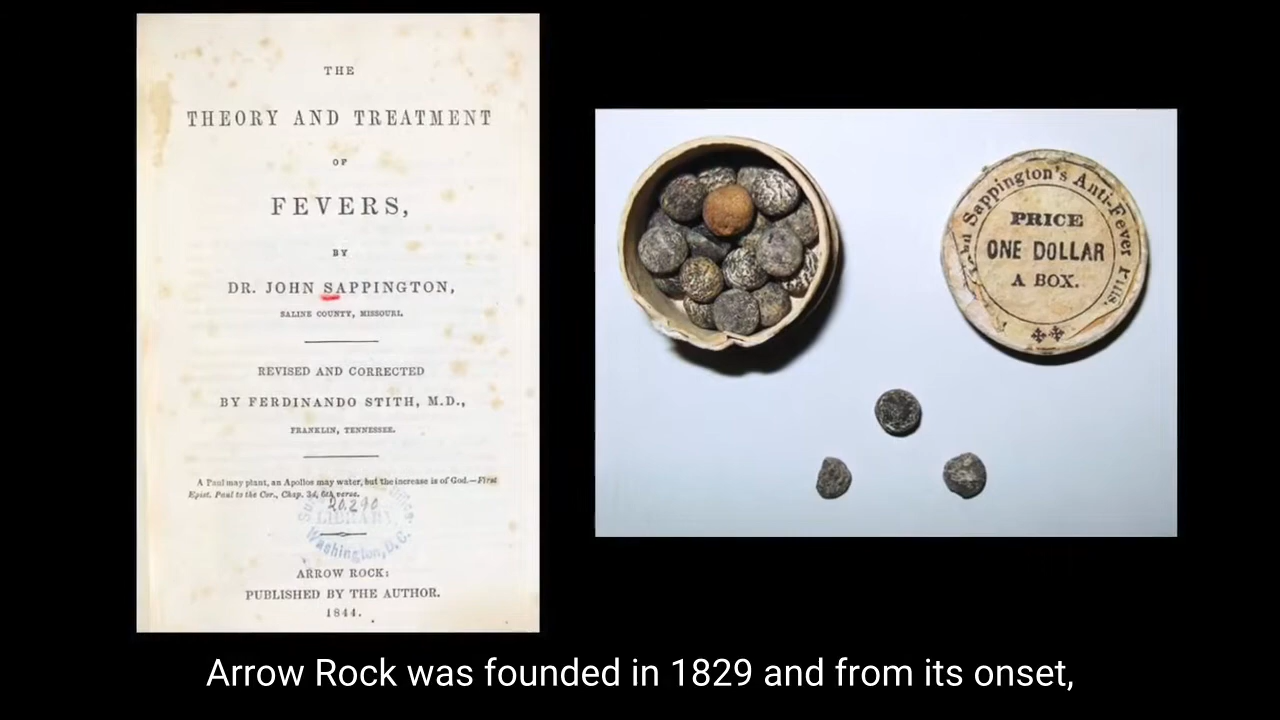 THE
THEORY AND TREATMENT
OF
FEVERS,
BY
DR. JOHN SAPPINGTON,
SALINE COUNTY, MISSOURI.
REVISED AND CORRECTED
BY FERDINANDO STITH, M.D.,
FRANKLIN, TENNESSEE.
A Paul may plant, an Apollos may water, but the increase is of God.—First
Epist. Paul to the Cor., Chap. 3d, 6th verse.
LIBRARY
Washington, D.C.
ARROW ROCK:
PUBLISHED BY THE AUTHOR.
1844.
Sappington's Anti-Fever Pills.
PRICE
ONE DOLLAR
A BOX.
Arrow Rock was founded in 1829 and from its onset,